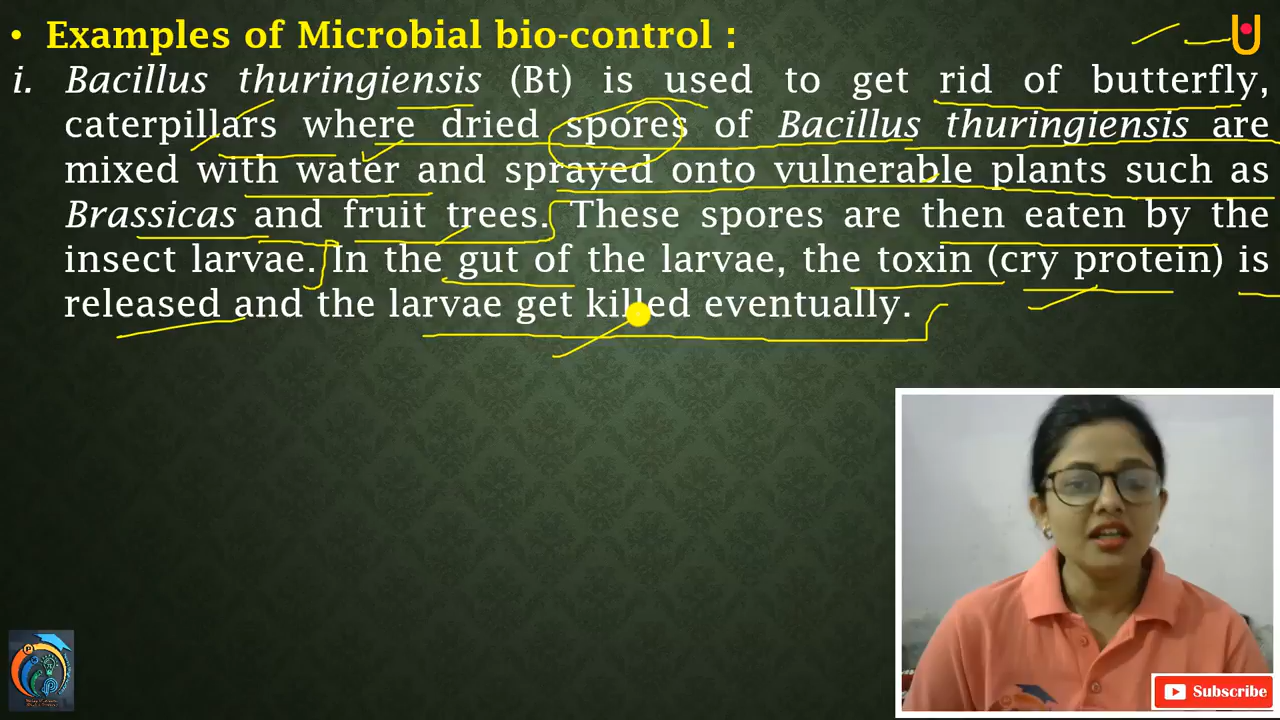 • Examples of Microbial bio-control :
i. Bacillus thuringiensis (Bt) is used to get rid of butterfly,
caterpillars where dried spores of Bacillus thuringiensis are
mixed with water and sprayed onto vulnerable plants such as
Brassicas and fruit trees. These spores are then eaten by the
insect larvae. In the gut of the larvae, the toxin (cry protein) is
released and the larvae get killed eventually.
Subscribe